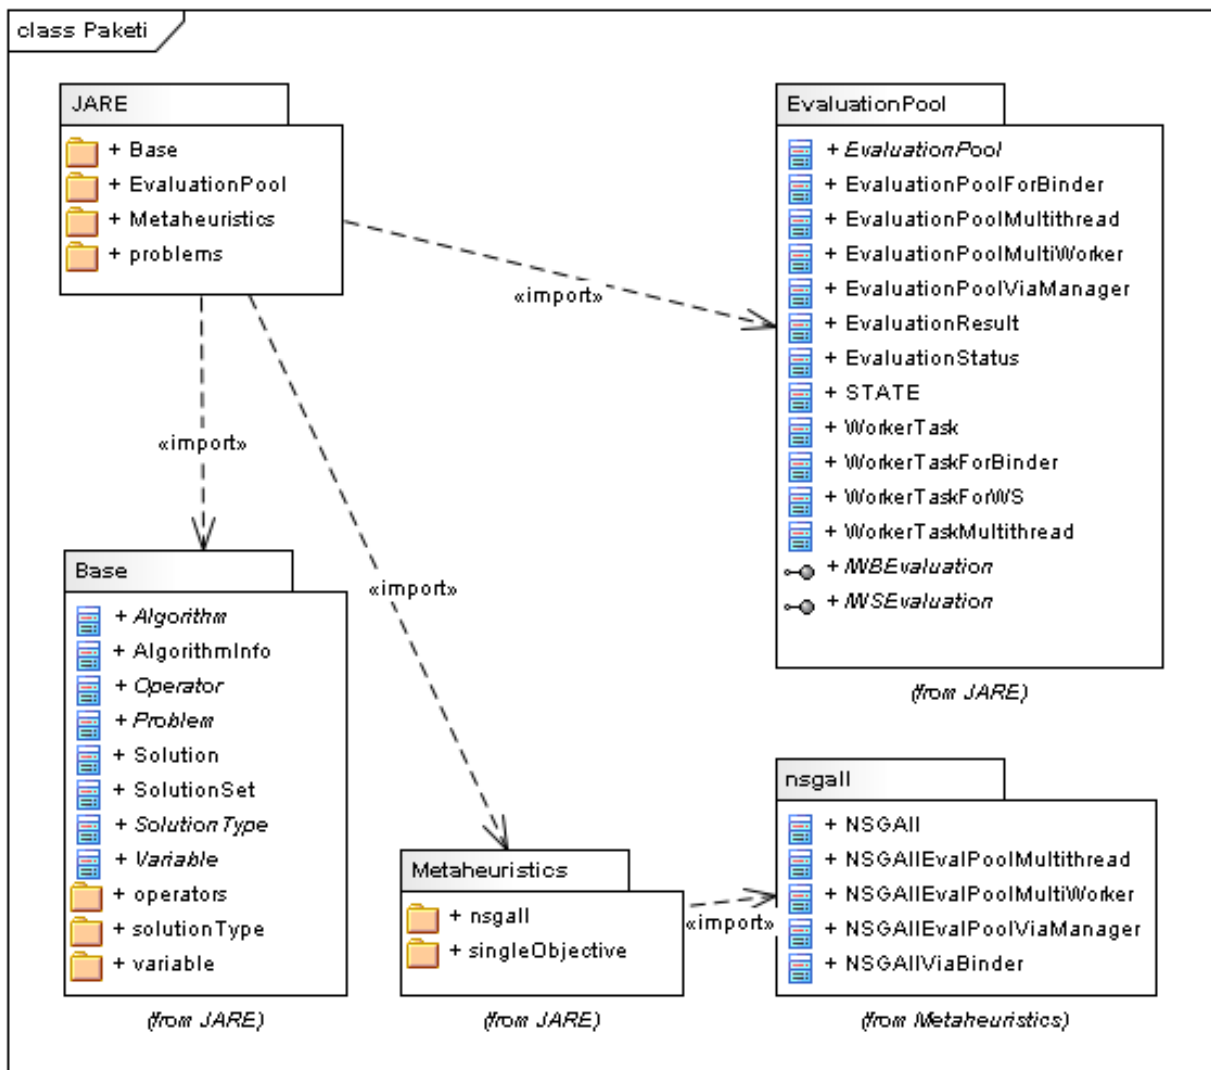 class Paketi
JARE
+ Base
+ EvaluationPool
+ Metaheuristics
+ problems
«import»
«import»
«import»
EvaluationPool
+ EvaluationPool
+ EvaluationPoolForBinder
+ EvaluationPoolMultithread
+ EvaluationPoolMultiWorker
+ EvaluationPoolViaManager
+ EvaluationResult
+ EvaluationStatus
+ STATE
+ WorkerTask
+ WorkerTaskForBinder
+ WorkerTaskForWS
+ WorkerTaskMultithread
+ IWBEvaluation
+ IWSEvaluation
(from JARE)
Base
+ Algorithm
+ AlgorithmInfo
+ Operator
+ Problem
+ Solution
+ SolutionSet
+ SolutionType
+ Variable
+ operators
+ solutionType
+ variable
(from JARE)
Metaheuristics
+ nsgaII
+ singleObjective
(from JARE)
«import»
nsgaII
+ NSGAII
+ NSGAIIEvalPoolMultithread
+ NSGAIIEvalPoolMultiWorker
+ NSGAIIEvalPoolViaManager
+ NSGAIIViaBinder
(from Metaheuristics)